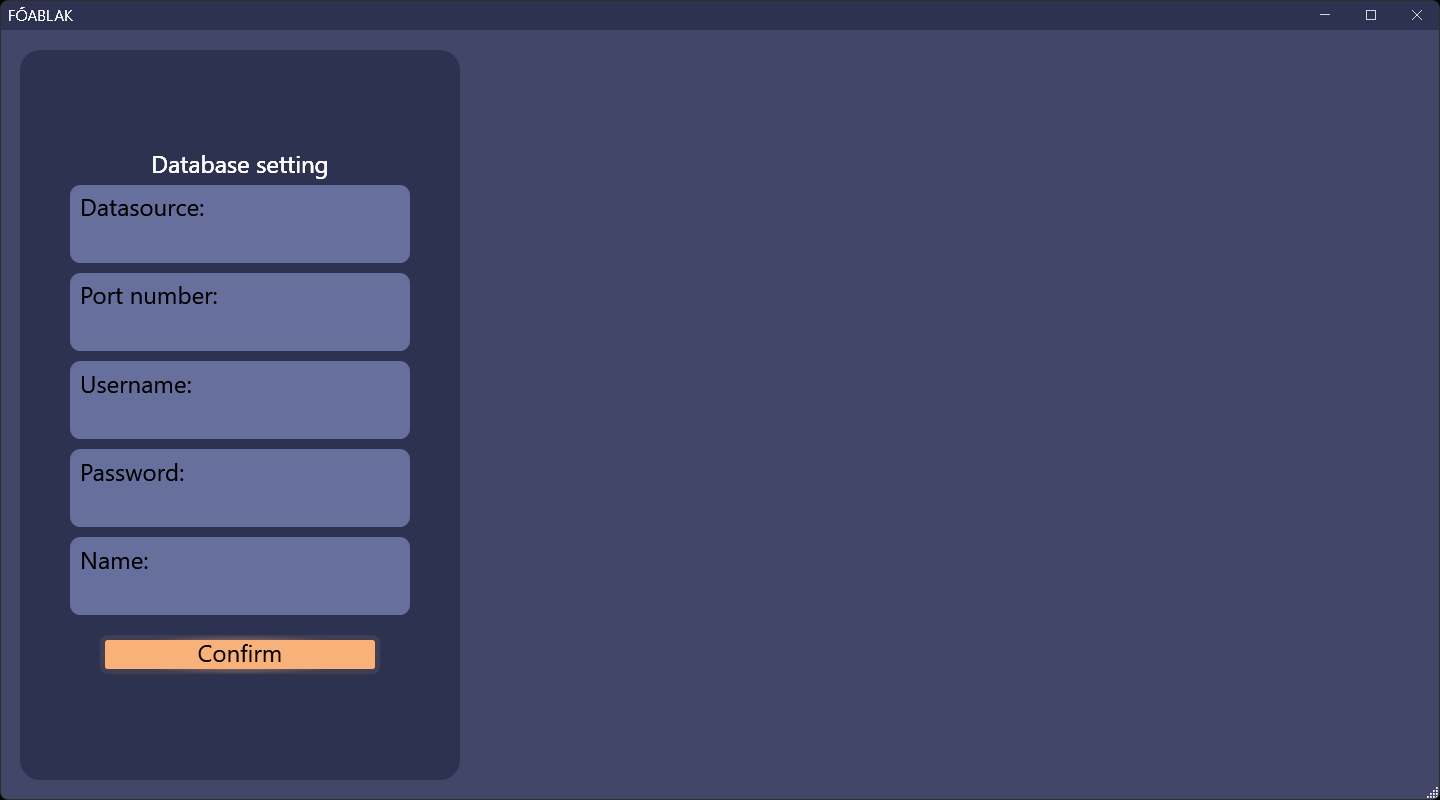 FŐABLAK
Database setting
Datasource:
Port number:
Username:
Password:
Name:
Confirm